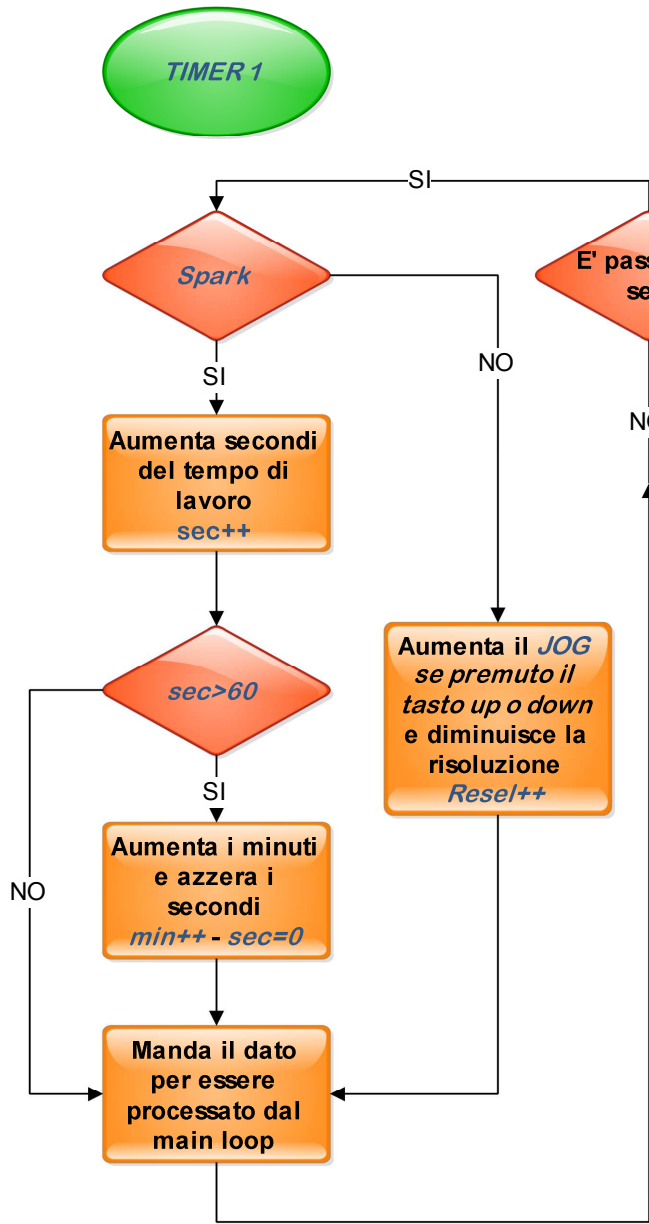 TIMER 1
SI
Spark
E' pass
se
SI
NO
Aumenta secondi
del tempo di
lavoro
sec++
sec>60
Aumenta il JOG
se premuto il
tasto up o down
e diminuisce la
risoluzione
Resel++
SI
NO
Aumenta i minuti
e azzera i
secondi
min++ - sec=0
Manda il dato
per essere
processato dal
main loop